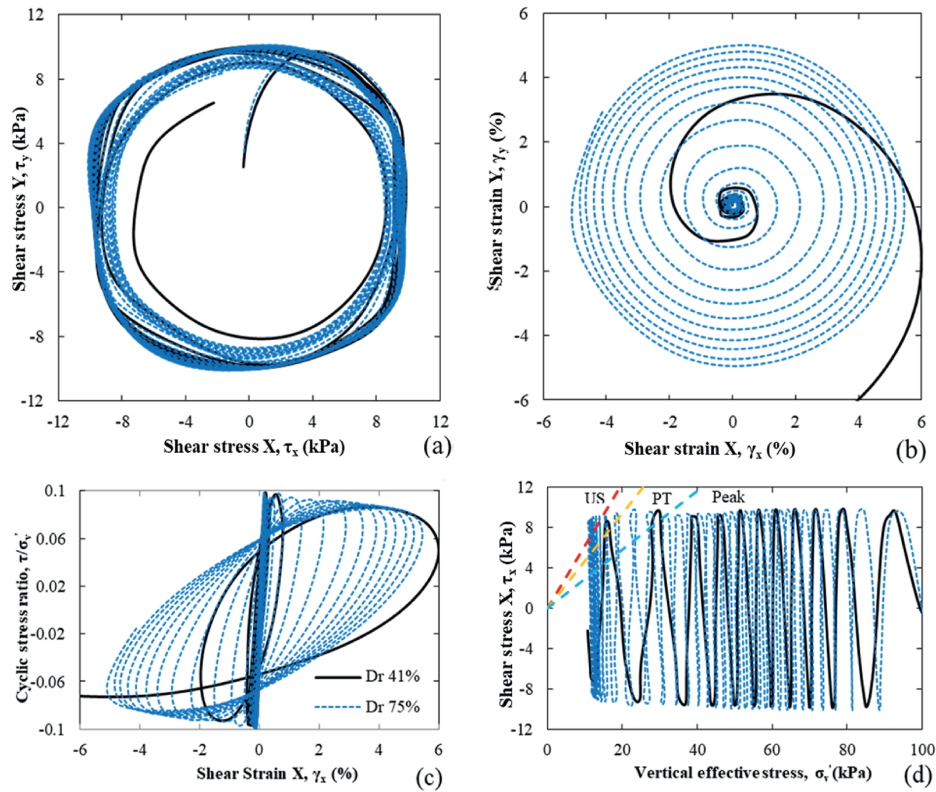 12
8
4
0
-4
-8
-12
Shear stress Y, τy (kPa)
-12 -8 -4 0 4 8 12
Shear stress X, τx (kPa)
(a)
6
4
2
0
-2
-4
-6
Shear strain Y, γy (%)
-6 -4 -2 0 2 4 6
Shear strain X, γx (%)
(b)
0.1
0.06
0.02
-0.02
-0.06
-0.1
Cyclic stress ratio, τ/σv'
Dr 41%
Dr 75%
-6 -4 -2 0 2 4 6
Shear Strain X, γx (%)
(c)
12
8
4
0
-4
-8
-12
Shear stress X, τx (kPa)
US PT Peak
0 20 40 60 80 100
Vertical effective stress, σv'(kPa)
(d)